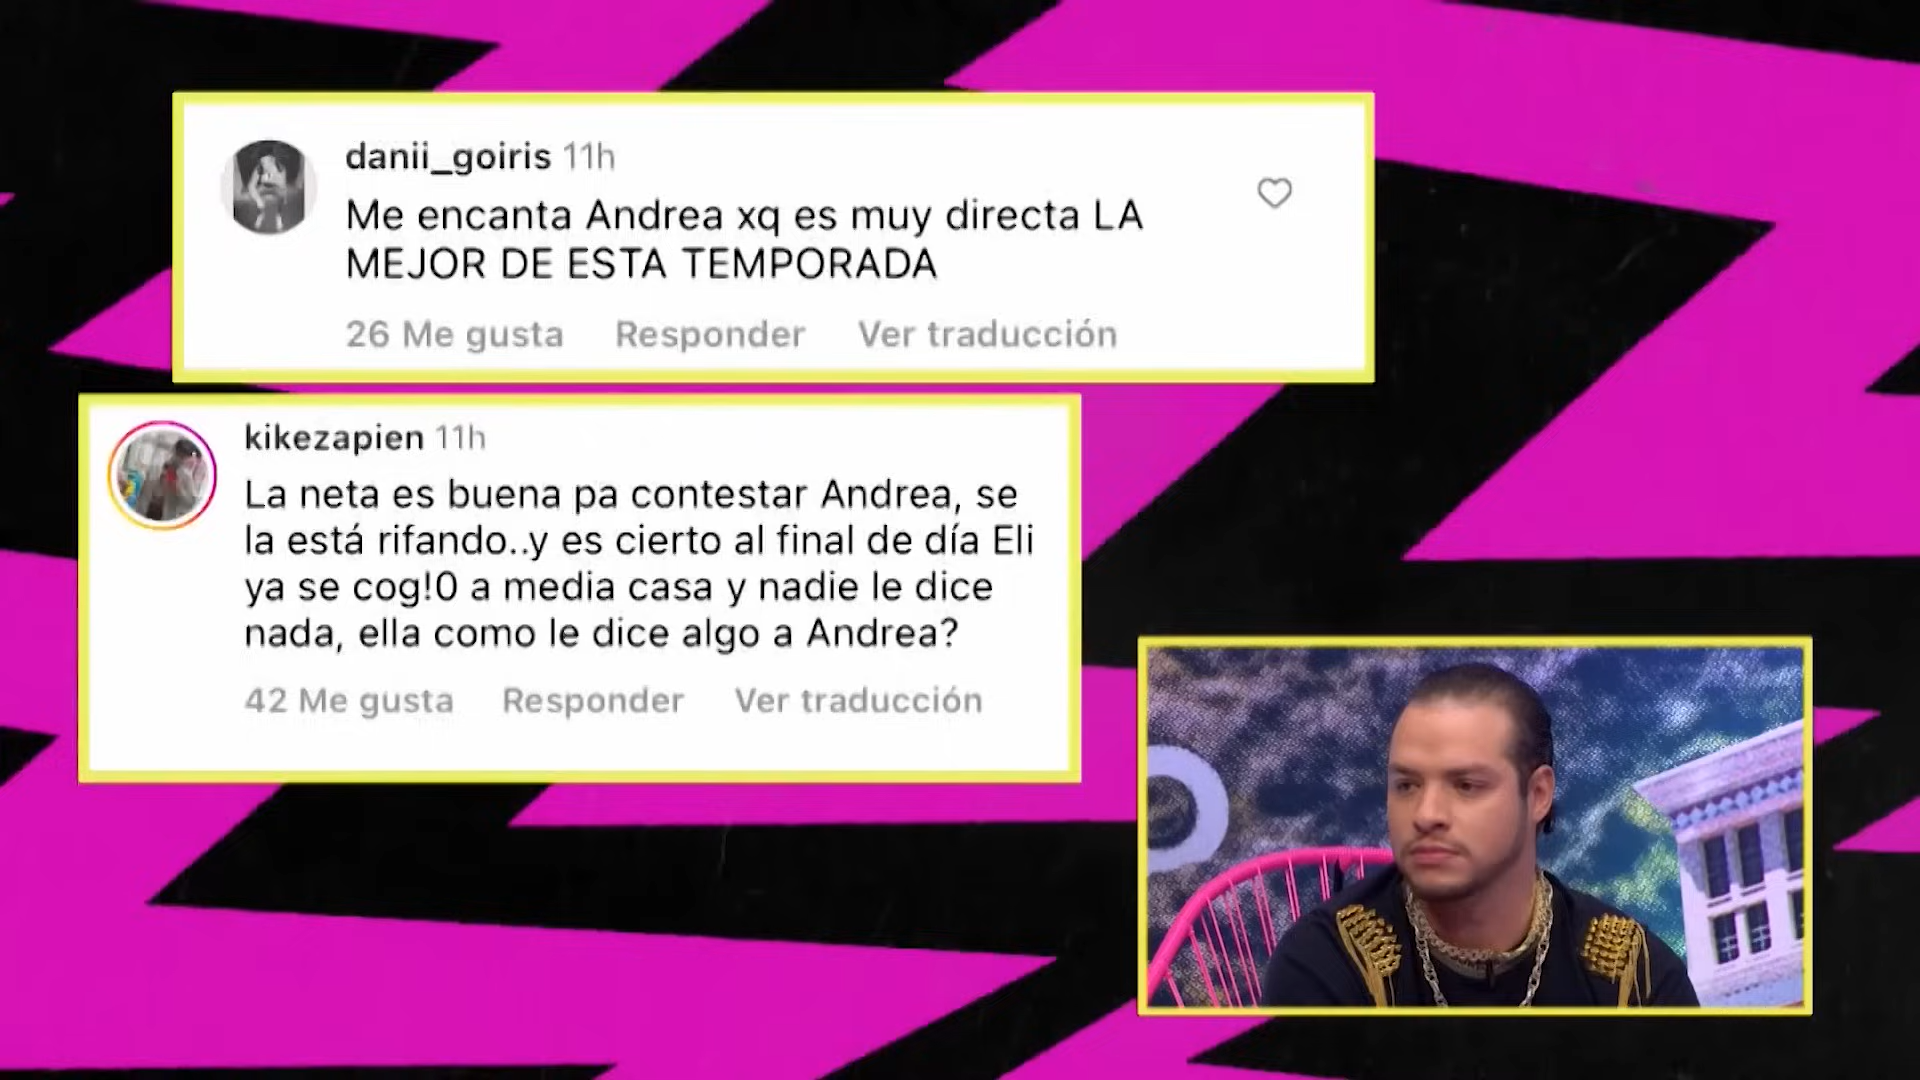 danii_goiris 11h
Me encanta Andrea xq es muy directa LA
MEJOR DE ESTA TEMPORADA
26 Me gusta Responder Ver traducción
kikezapien 11h
La neta es buena pa contestar Andrea, se
la está rifando..y es cierto al final de día Eli
ya se cog!0 a media casa y nadie le dice
nada, ella como le dice algo a Andrea?
42 Me gusta Responder Ver traducción